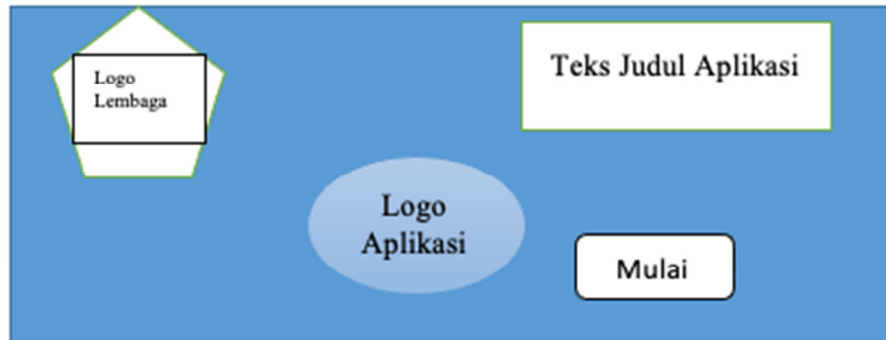 Logo
Lembaga
Teks Judul Aplikasi
Logo
Aplikasi
Mulai